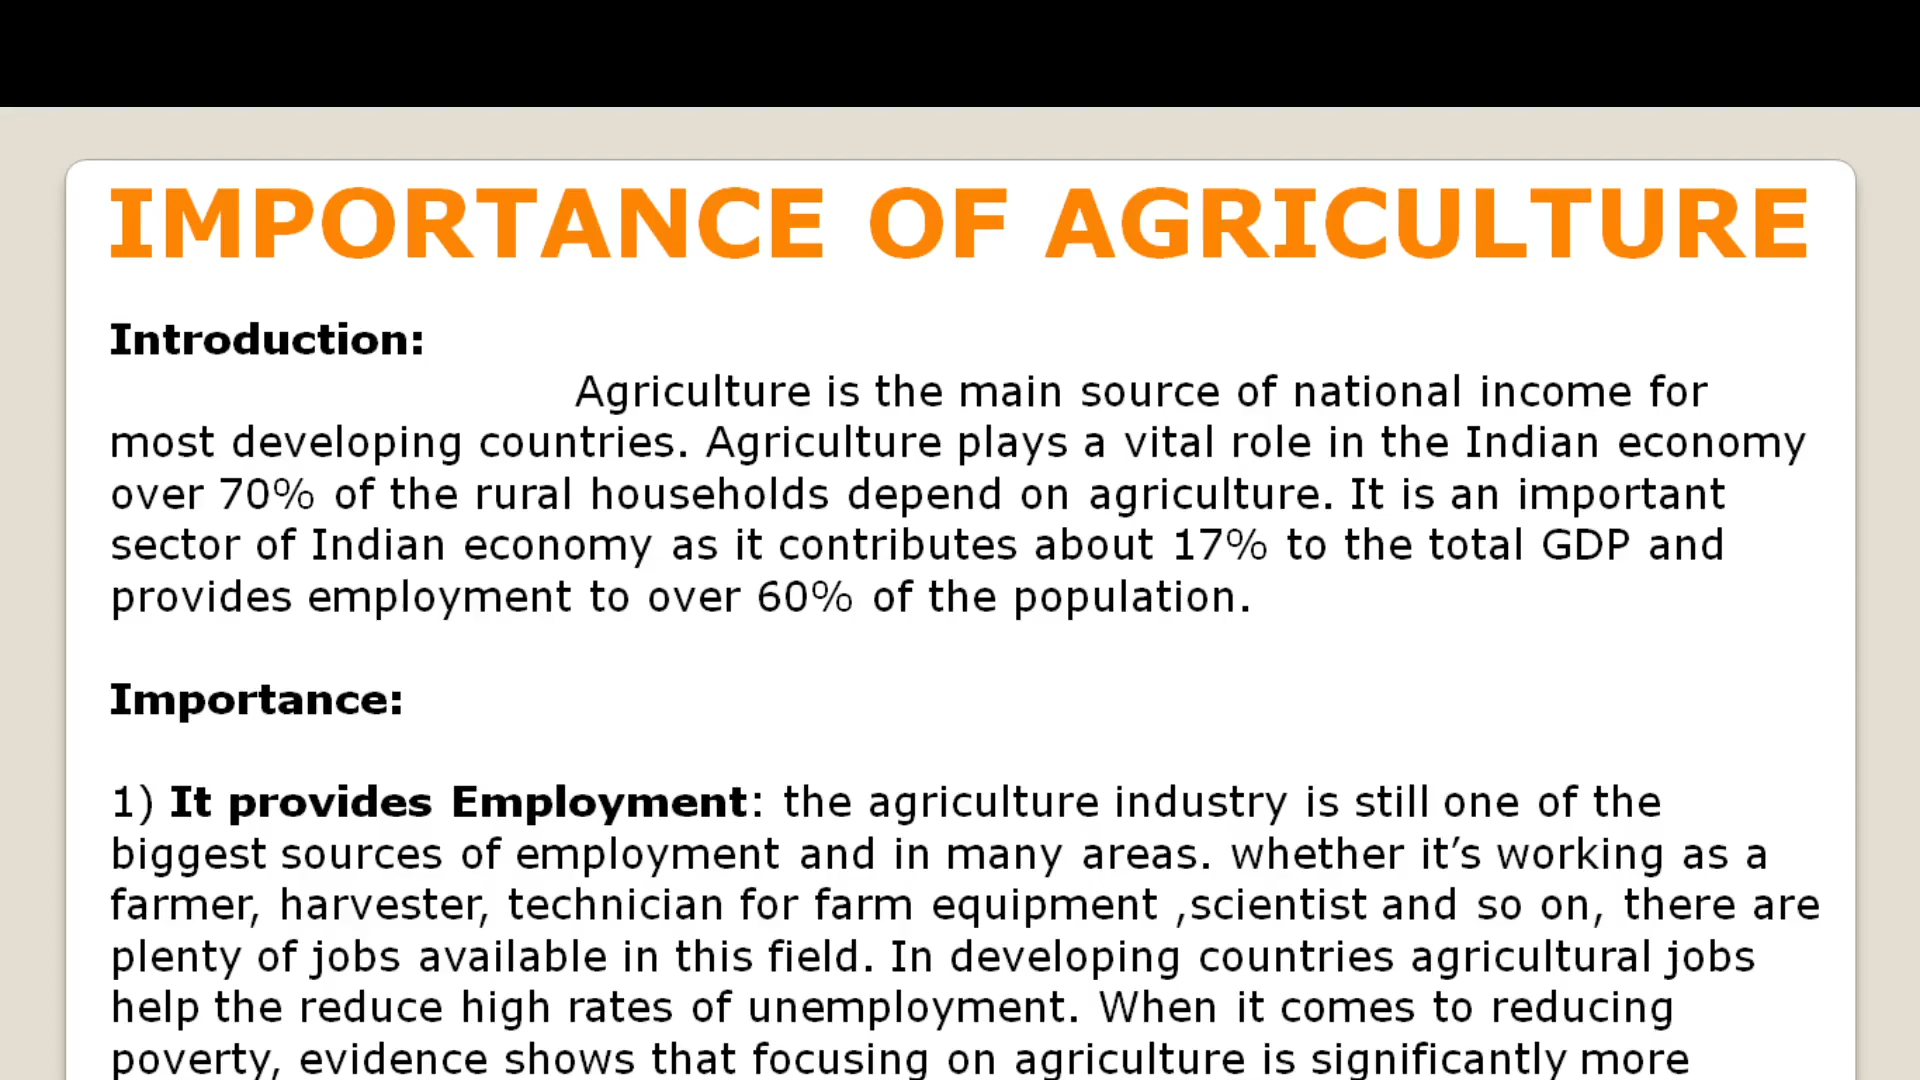 IMPORTANCE OF AGRICULTURE
Introduction:
Agriculture is the main source of national income for
most developing countries. Agriculture plays a vital role in the Indian economy
over 70% of the rural households depend on agriculture. It is an important
sector of Indian economy as it contributes about 17% to the total GDP and
provides employment to over 60% of the population.
Importance:
1) It provides Employment: the agriculture industry is still one of the
biggest sources of employment and in many areas. whether it’s working as a
farmer, harvester, technician for farm equipment ,scientist and so on, there are
plenty of jobs available in this field. In developing countries agricultural jobs
help the reduce high rates of unemployment. When it comes to reducing
poverty, evidence shows that focusing on agriculture is significantly more